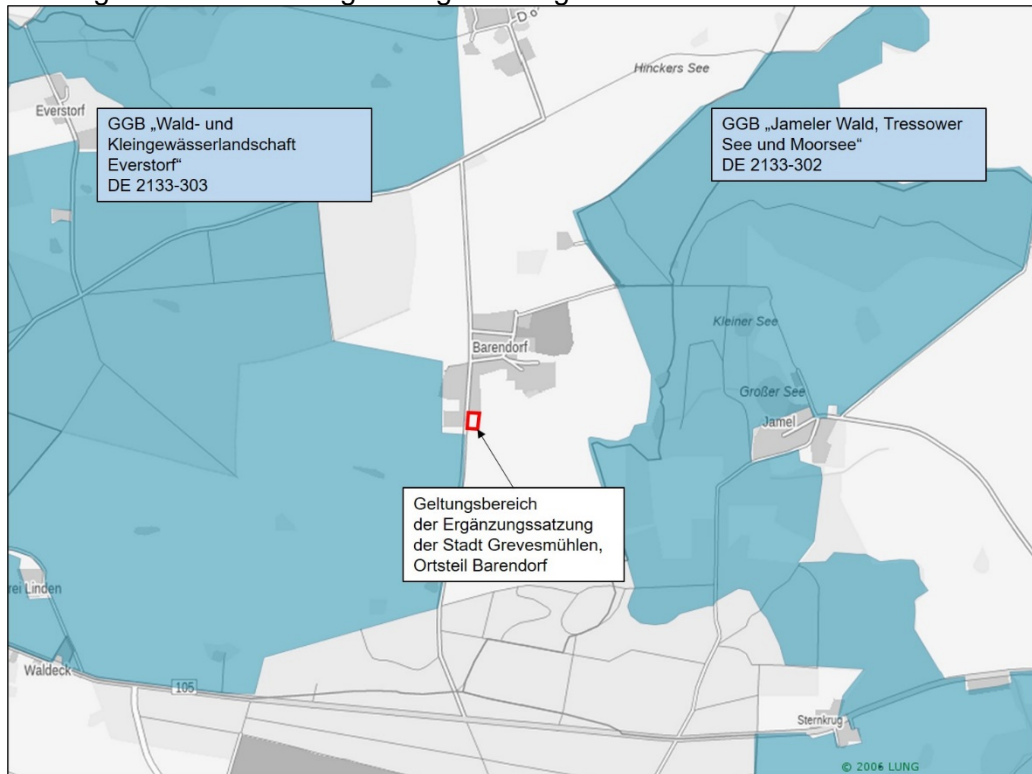 Everstorf
GGB „Wald- und
Kleingewässerlandschaft
Everstorf“
DE 2133-303
Hinckers See
GGB „Jameler Wald, Tressower
See und Moorsee“
DE 2133-302
Barendorf
Kleiner See
Großer See
Jamel
Geltungsbereich
der Ergänzungssatzung
der Stadt Grevesmühlen,
Ortsteil Barendorf
rei Linden
Waldeck
105
Sternkrug
© 2006 LUNG